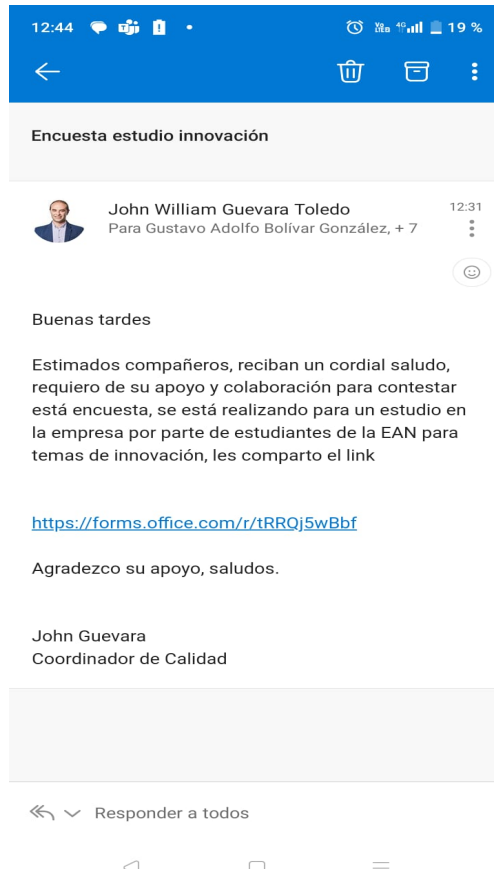 12:44
19 %
Encuesta estudio innovación
John William Guevara Toledo
12:31
Para Gustavo Adolfo Bolívar González, + 7
Buenas tardes
Estimados compañeros, reciban un cordial saludo,
requiero de su apoyo y colaboración para contestar
está encuesta, se está realizando para un estudio en
la empresa por parte de estudiantes de la EAN para
temas de innovación, les comparto el link
https://forms.office.com/r/tRRQj5wBbf
Agradezco su apoyo, saludos.
John Guevara
Coordinador de Calidad
Responder a todos